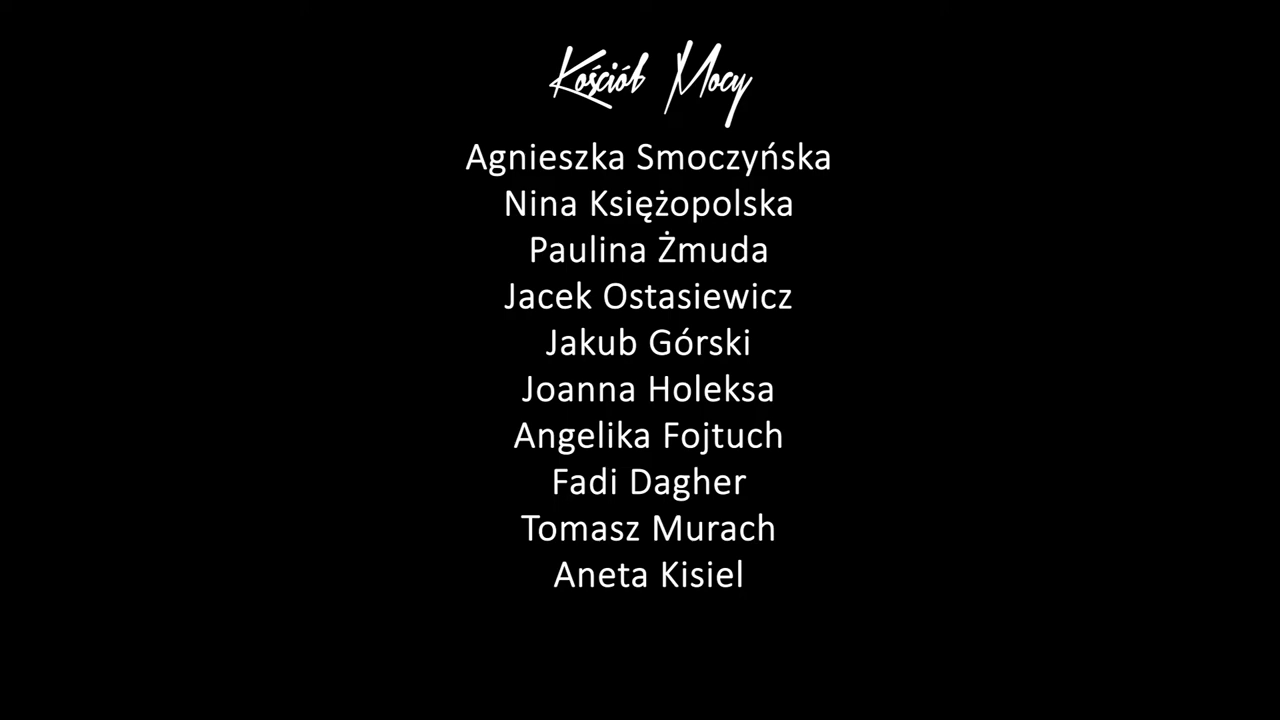 Kościół Mocy
Agnieszka Smoczyńska
Nina Księżopolska
Paulina Żmuda
Jacek Ostasiewicz
Jakub Górski
Joanna Holeksa
Angelika Fojtuch
Fadi Dagher
Tomasz Murach
Aneta Kisiel